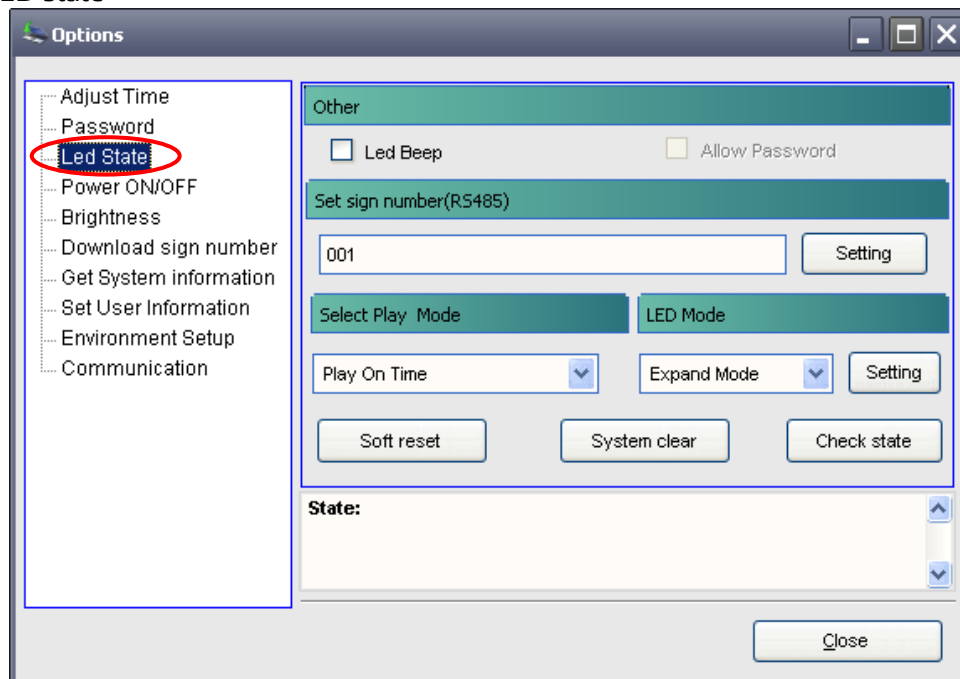 LED State
Options
Adjust Time
Password
Led State
Power ON/OFF
Brightness
Download sign number
Get System information
Set User Information
Environment Setup
Communication
Other
Led Beep
Allow Password
Set sign number(RS485)
001
Setting
Select Play Mode
LED Mode
Play On Time
Expand Mode
Setting
Soft reset
System clear
Check state
State:
Close